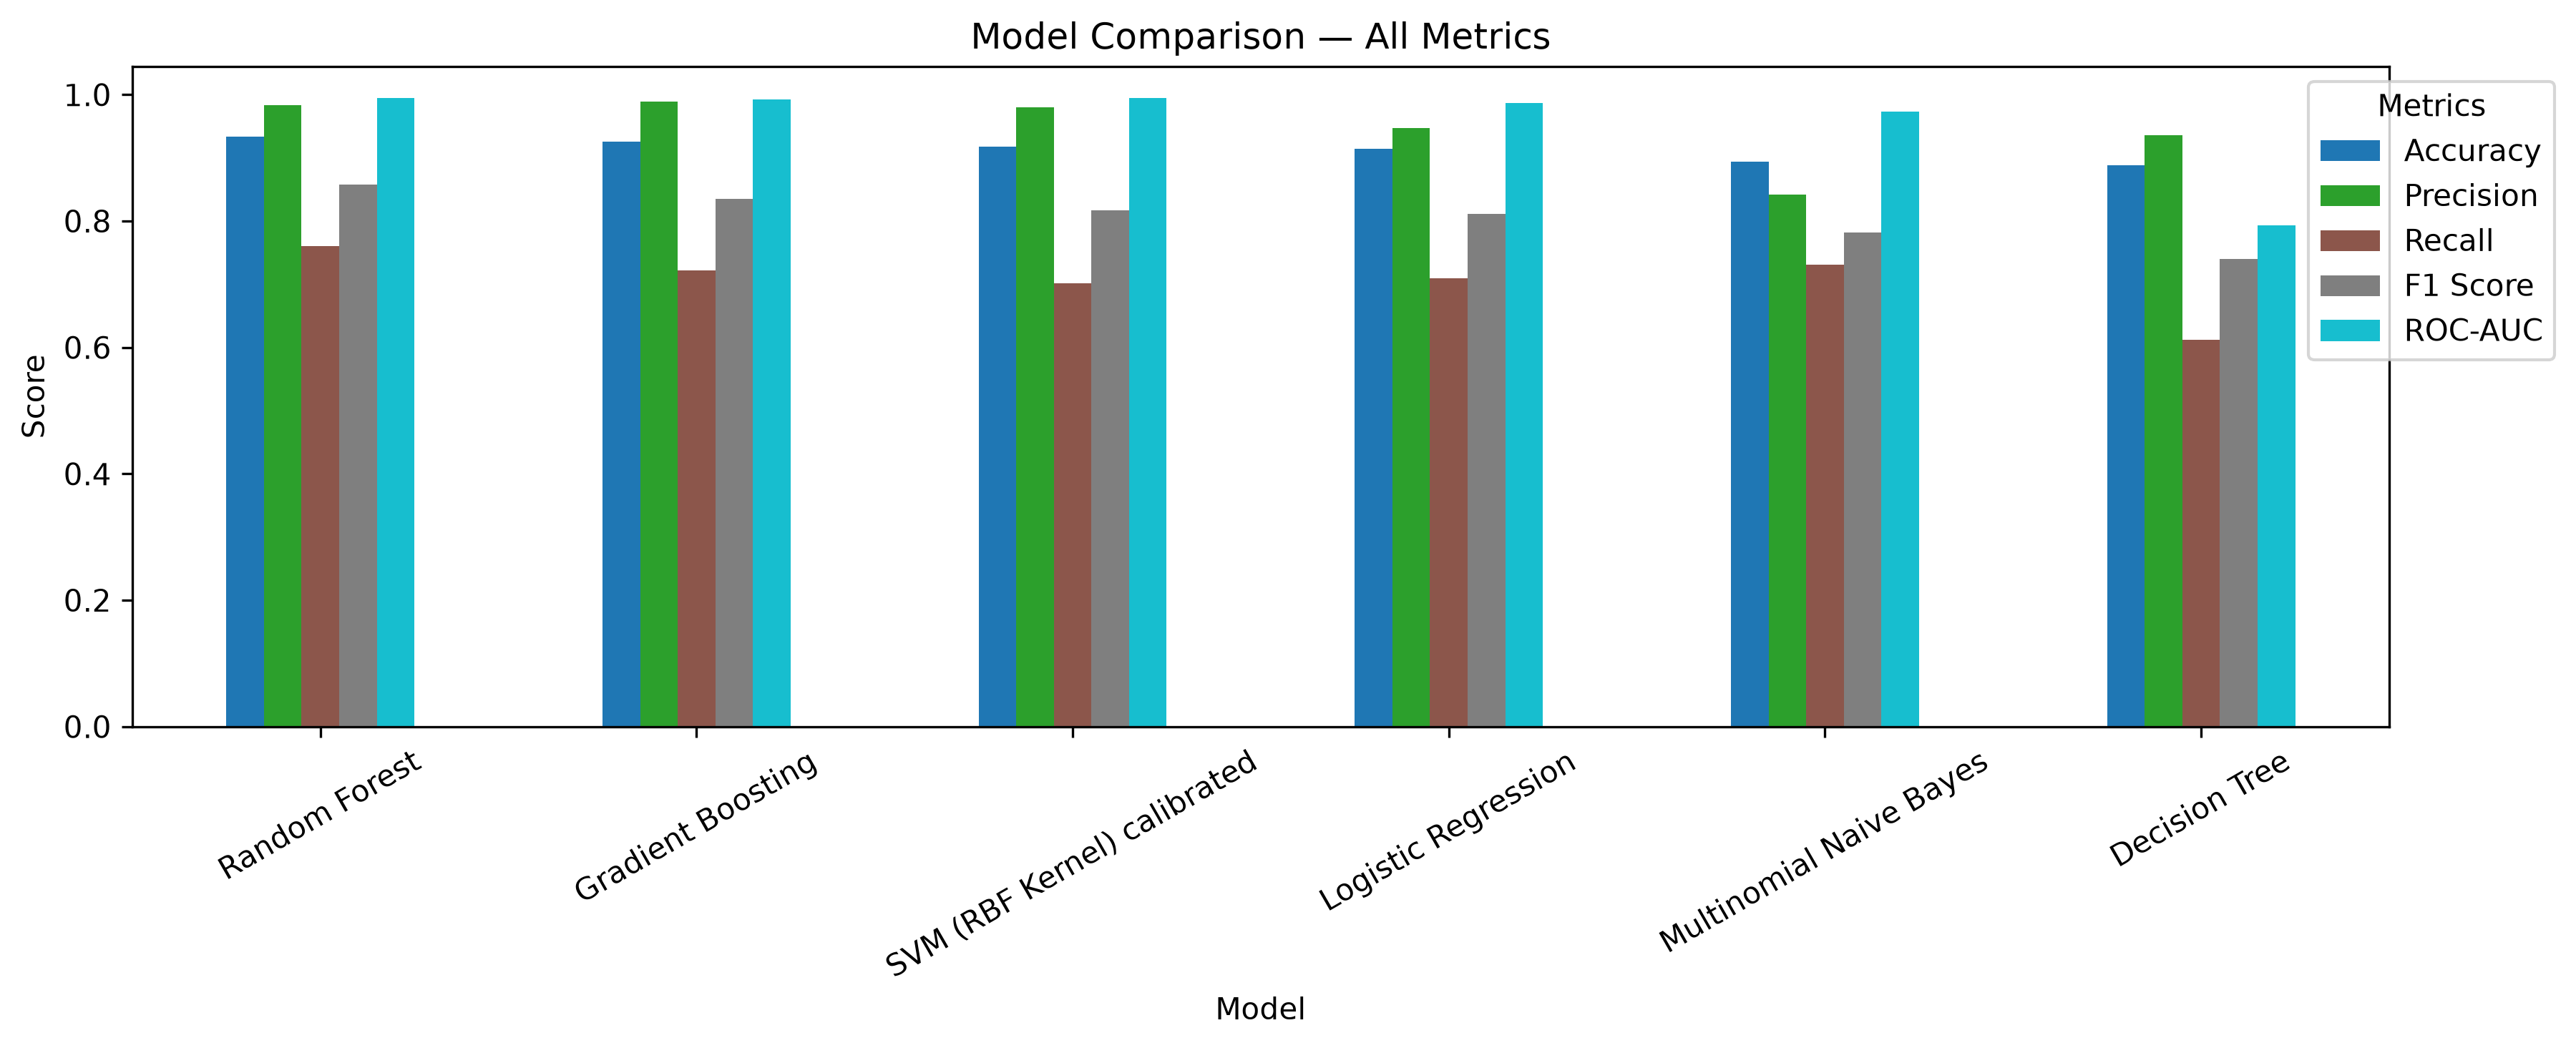 Model Comparison — All Metrics
1.0
0.8
0.6
0.4
0.2
0.0
Score
Metrics
Accuracy
Precision
Recall
F1 Score
ROC-AUC
Random Forest
Gradient Boosting
SVM (RBF Kernel) calibrated
Logistic Regression
Multinomial Naive Bayes
Decision Tree
Model